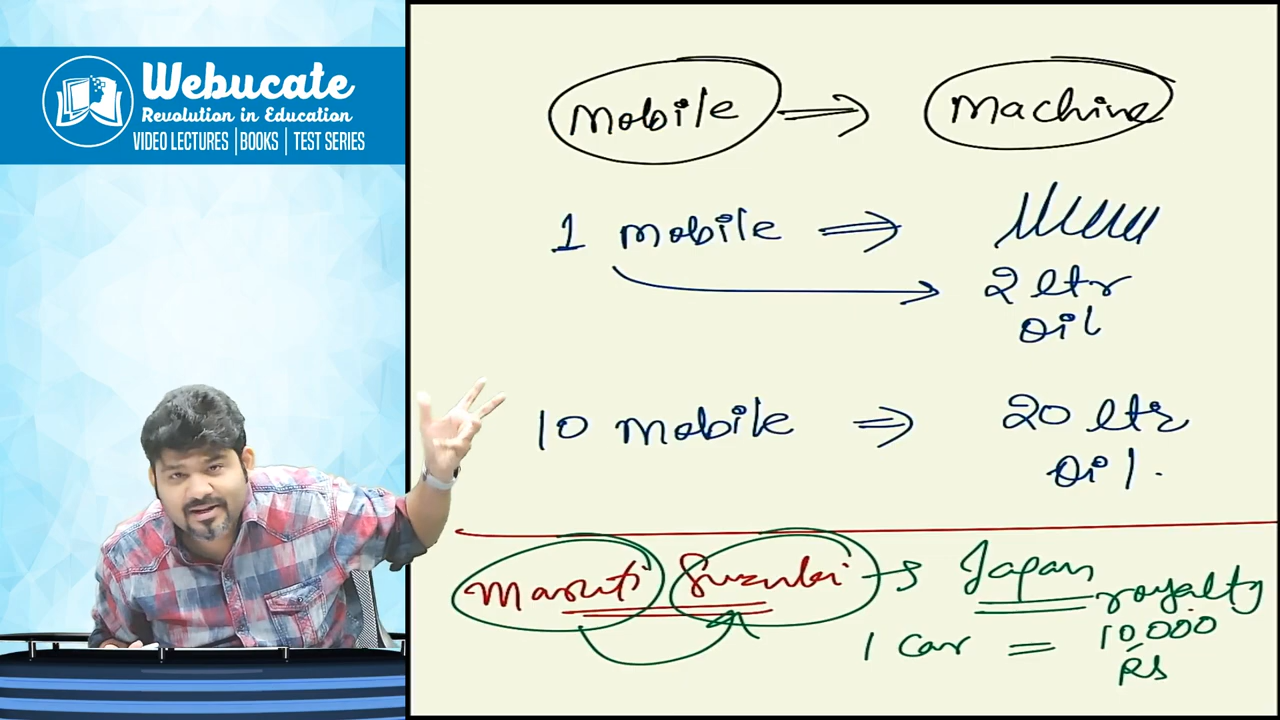 Webucate
Revolution in Education
VIDEO LECTURES | BOOKS | TEST SERIES
Mobile ⇒ Machine
1 mobile ⇒
→ 2 ltr
oil
10 mobile ⇒ 20 ltr
oil.
Maruti Suzuki → Japan
royalty
1 car = 10,000
Rs